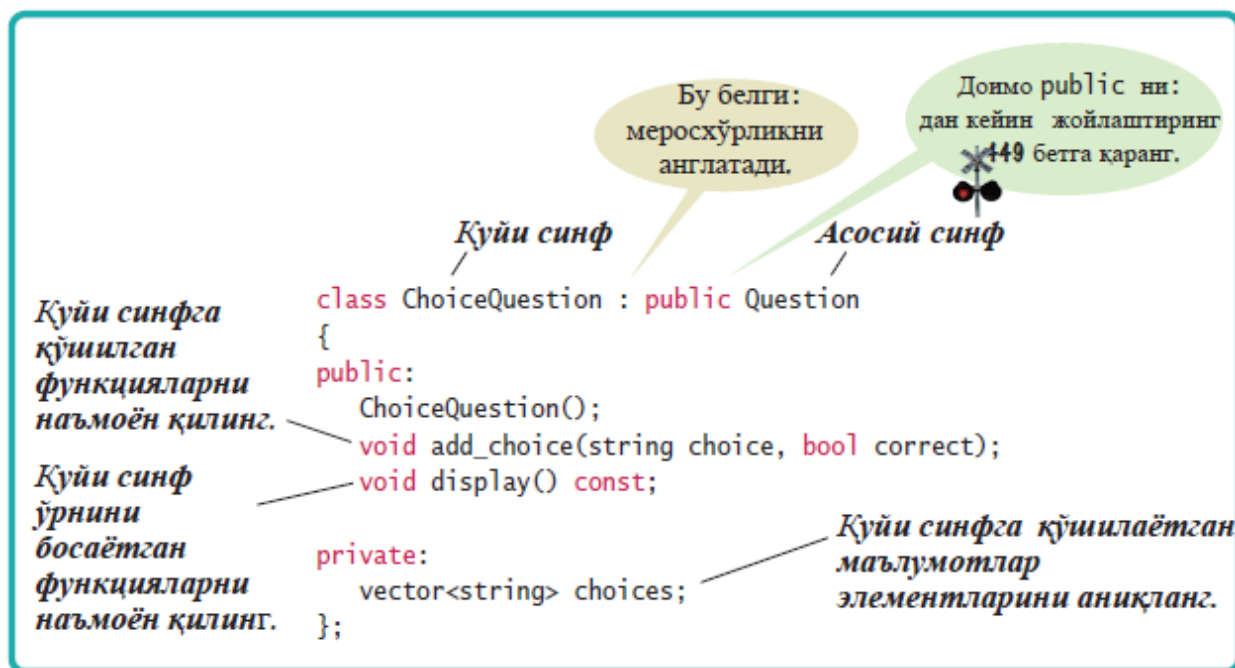 Бу белги:
меросхўрликни
англатади.
Доимо public ни:
дан кейин жойлаштиринг
449 бетга қаранг.
Қуйи синф
Асосий синф
class ChoiceQuestion : public Question
{
public:
ChoiceQuestion();
void add_choice(string choice, bool correct);
void display() const;
private:
vector<string> choices;
};
Қуйи синфга
қўшилган
функцияларни
наъмоён қилинг.
Қуйи синф
ўрнини
босаётган
функцияларни
наъмоён қилинг.
Қуйи синфга қўшилаётган
маълумотлар
элементларини аниқланг.